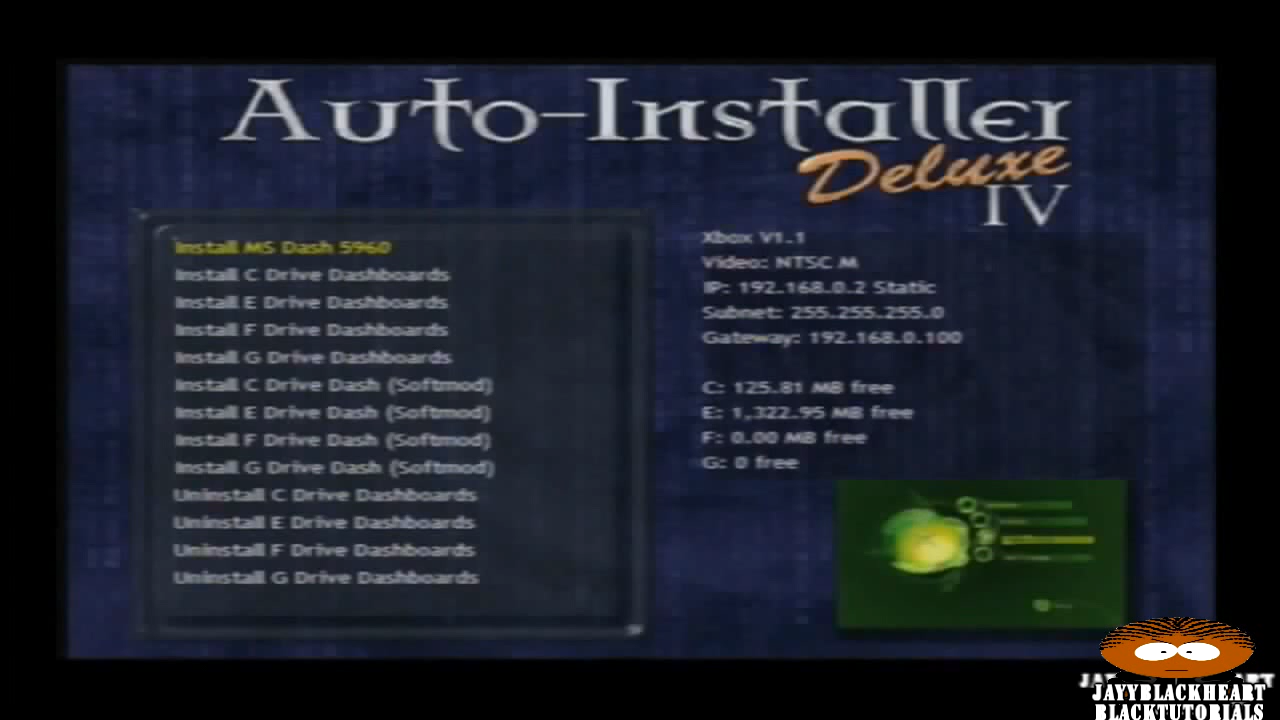 Auto-Installer
Deluxe
IV
Install MS Dash 5960
Install C Drive Dashboards
Install E Drive Dashboards
Install F Drive Dashboards
Install G Drive Dashboards
Install C Drive Dash (Softmod)
Install E Drive Dash (Softmod)
Install F Drive Dash (Softmod)
Install G Drive Dash (Softmod)
Uninstall C Drive Dashboards
Uninstall E Drive Dashboards
Uninstall F Drive Dashboards
Uninstall G Drive Dashboards
Xbox V1.1
Video: NTSC M
IP: 192.168.0.2 Static
Subnet: 255.255.255.0
Gateway: 192.168.0.100
C: 125.81 MB free
E: 1,322.95 MB free
F: 0.00 MB free
G: 0 free
JAYYBLACKHEART
BLACKTUTORIALS